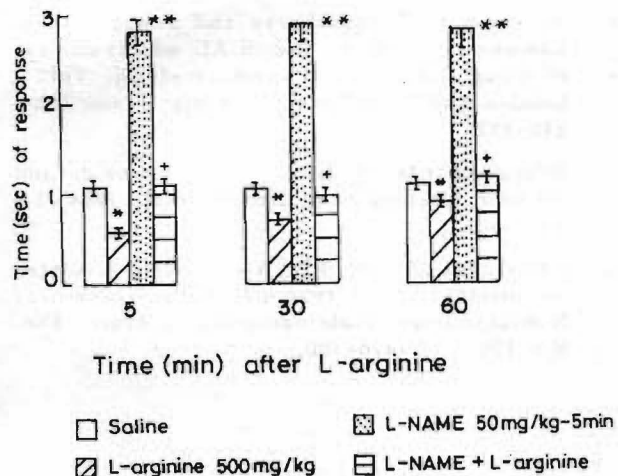 3
2
1
0
Time (sec) of response
**
*
+
**
*
+
**
*
+
5 30 60
Time (min) after L-arginine
Saline
L-arginine 500mg/kg
L-NAME 50mg/kg-5min
L-NAME + L-arginine